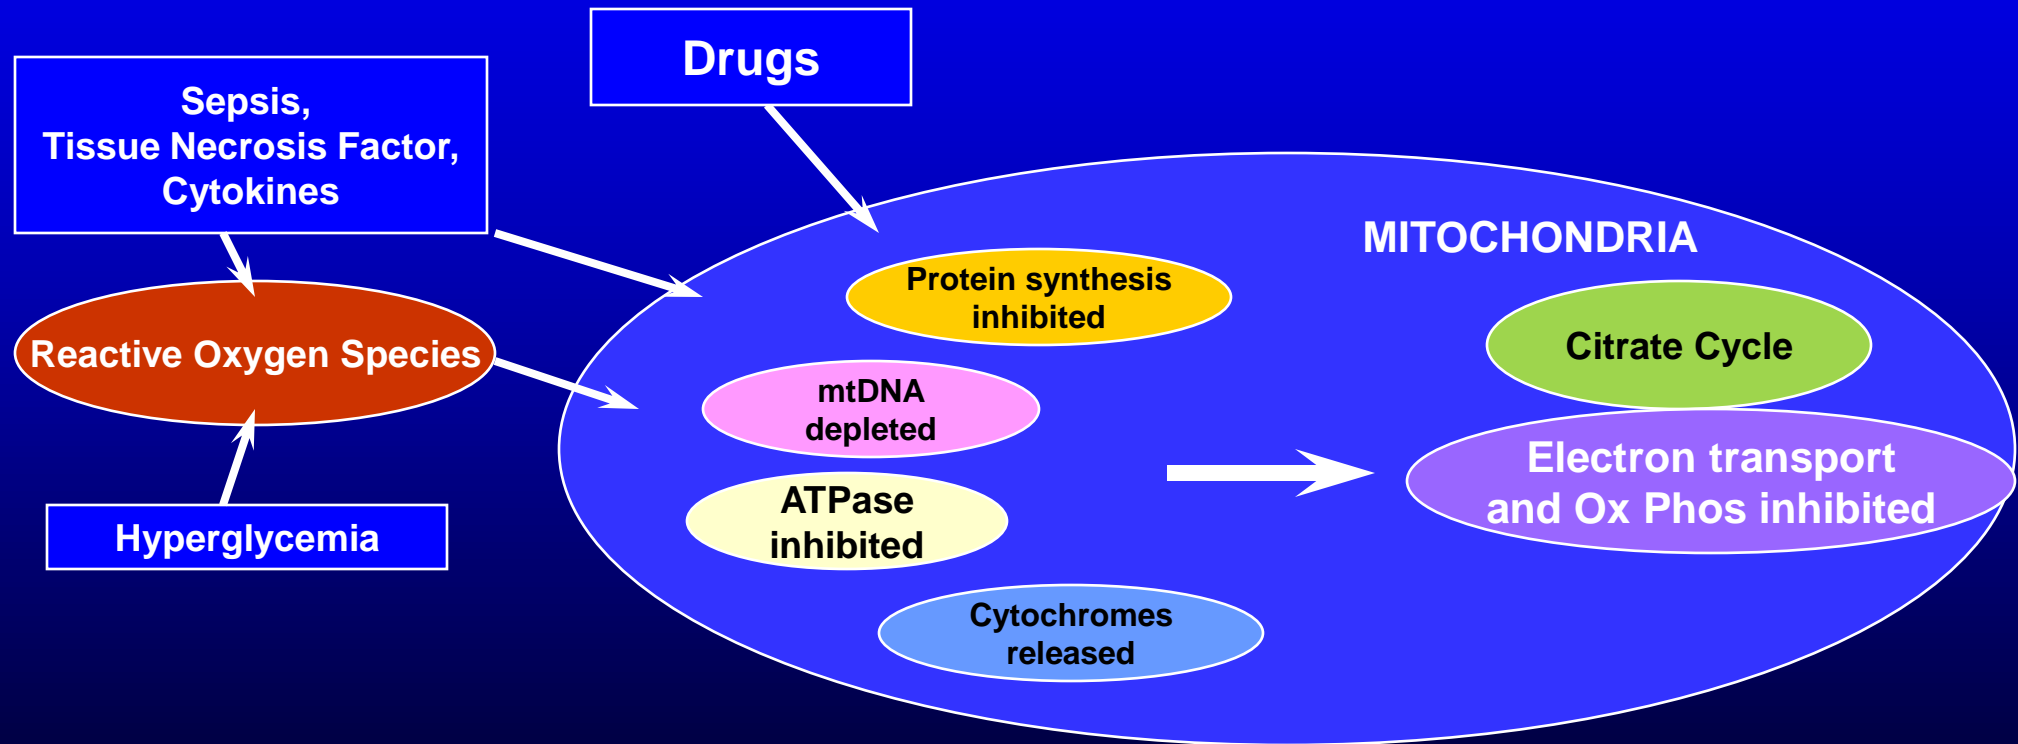 Drugs
Sepsis,
Tissue Necrosis Factor,
Cytokines
MITOCHONDRIA
Protein synthesis
inhibited
Reactive Oxygen Species
Citrate Cycle
mtDNA
depleted
Electron transport
and Ox Phos inhibited
ATPase
inhibited
Hyperglycemia
Cytochromes
released